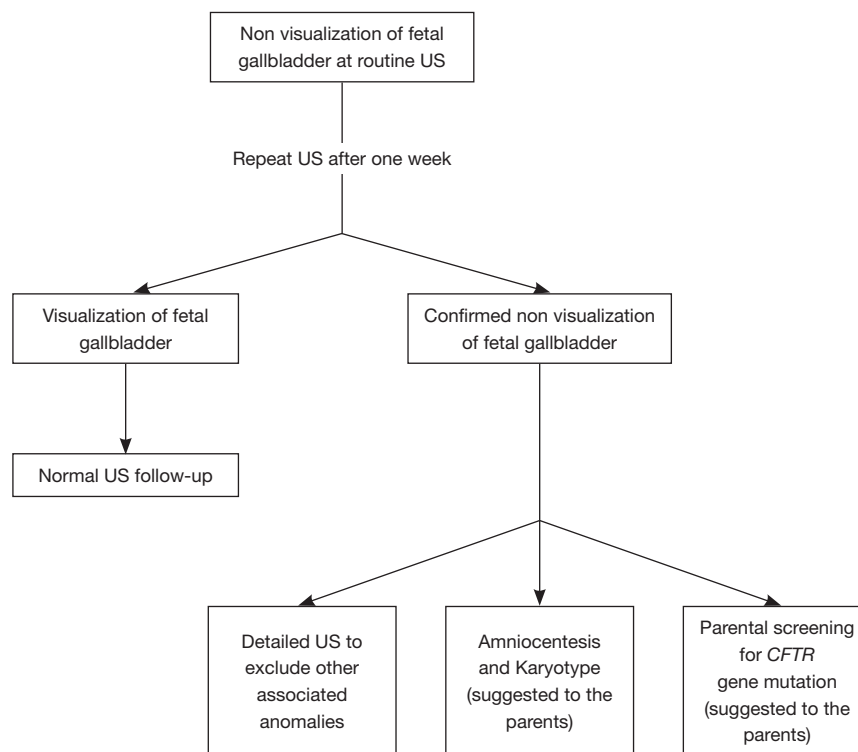 Non visualization of fetal
gallbladder at routine US
Repeat US after one week
Visualization of fetal
gallbladder
Confirmed non visualization
of fetal gallbladder
Normal US follow-up
Detailed US to
exclude other
associated
anomalies
Amniocentesis
and Karyotype
(suggested to the
parents)
Parental screening
for CFTR
gene mutation
(suggested to the
parents)